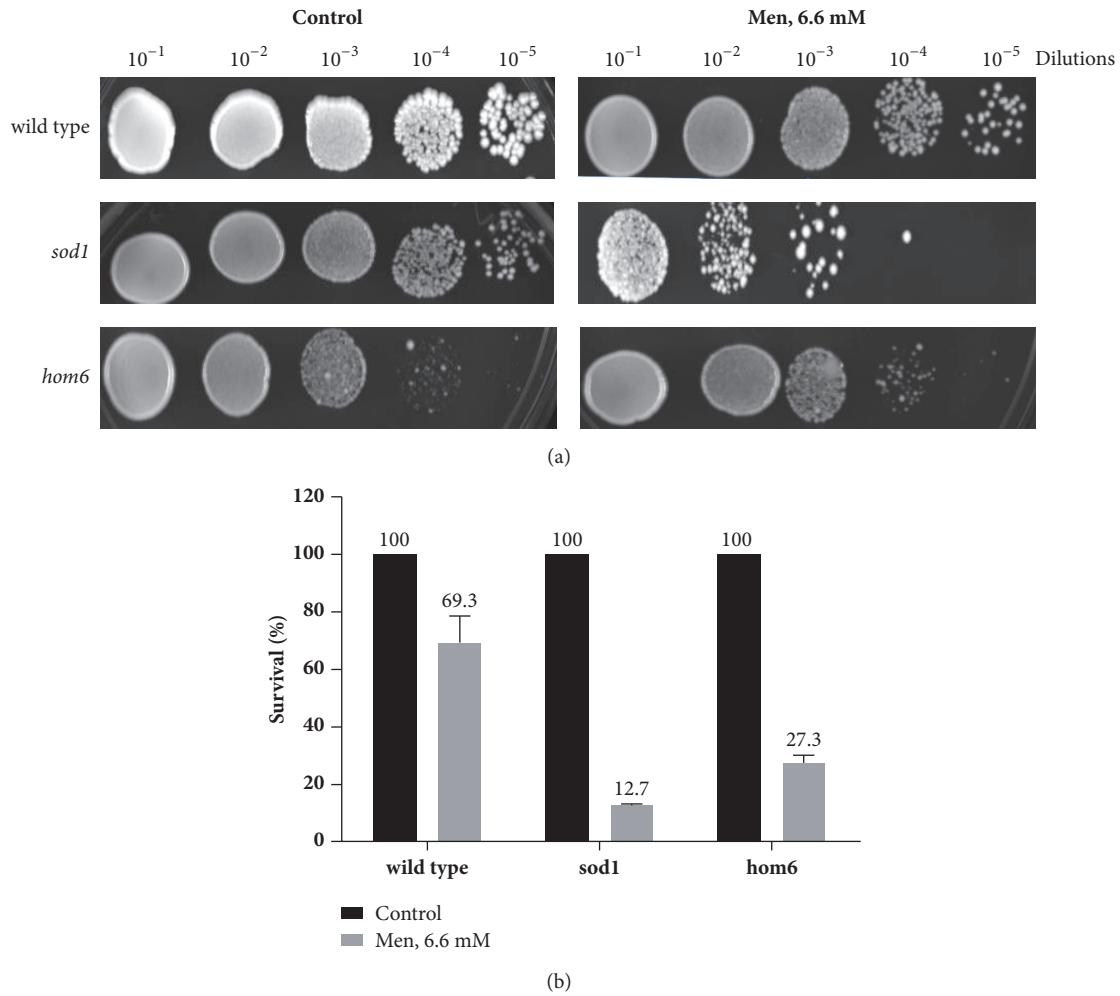 Control Men, 6.6 mM
10−1 10−2 10−3 10−4 10−5 10−1 10−2 10−3 10−4 10−5 Dilutions
wild type
sod1
hom6
(a)
120
100
80
60
40
20
0
Survival (%)
100
69.3
100
12.7
100
27.3
wild type sod1 hom6
Control
Men, 6.6 mM
(b)